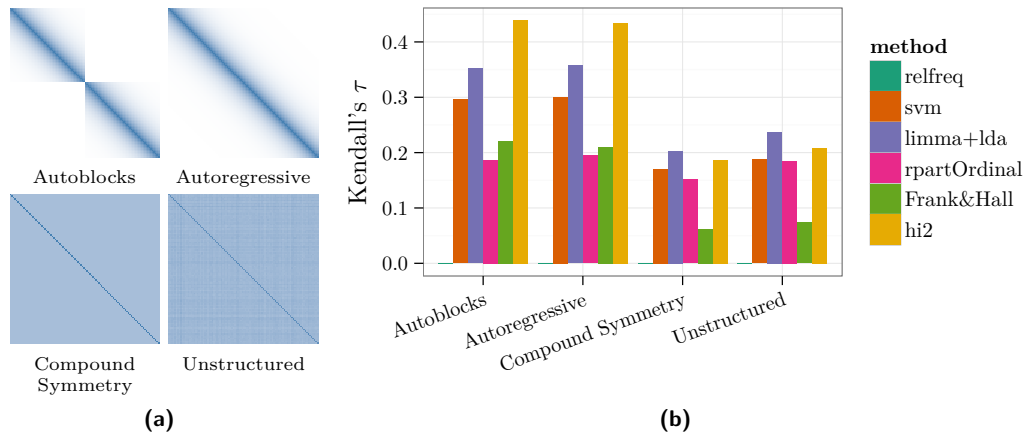 Autoblocks
Autoregressive
Compound
Symmetry
Unstructured
(a)
Kendall's τ
0.4
0.3
0.2
0.1
0.0
Autoblocks
Autoregressive
Compound Symmetry
Unstructured
method
relfreq
svm
limma+lda
rpartOrdinal
Frank&Hall
hi2
(b)